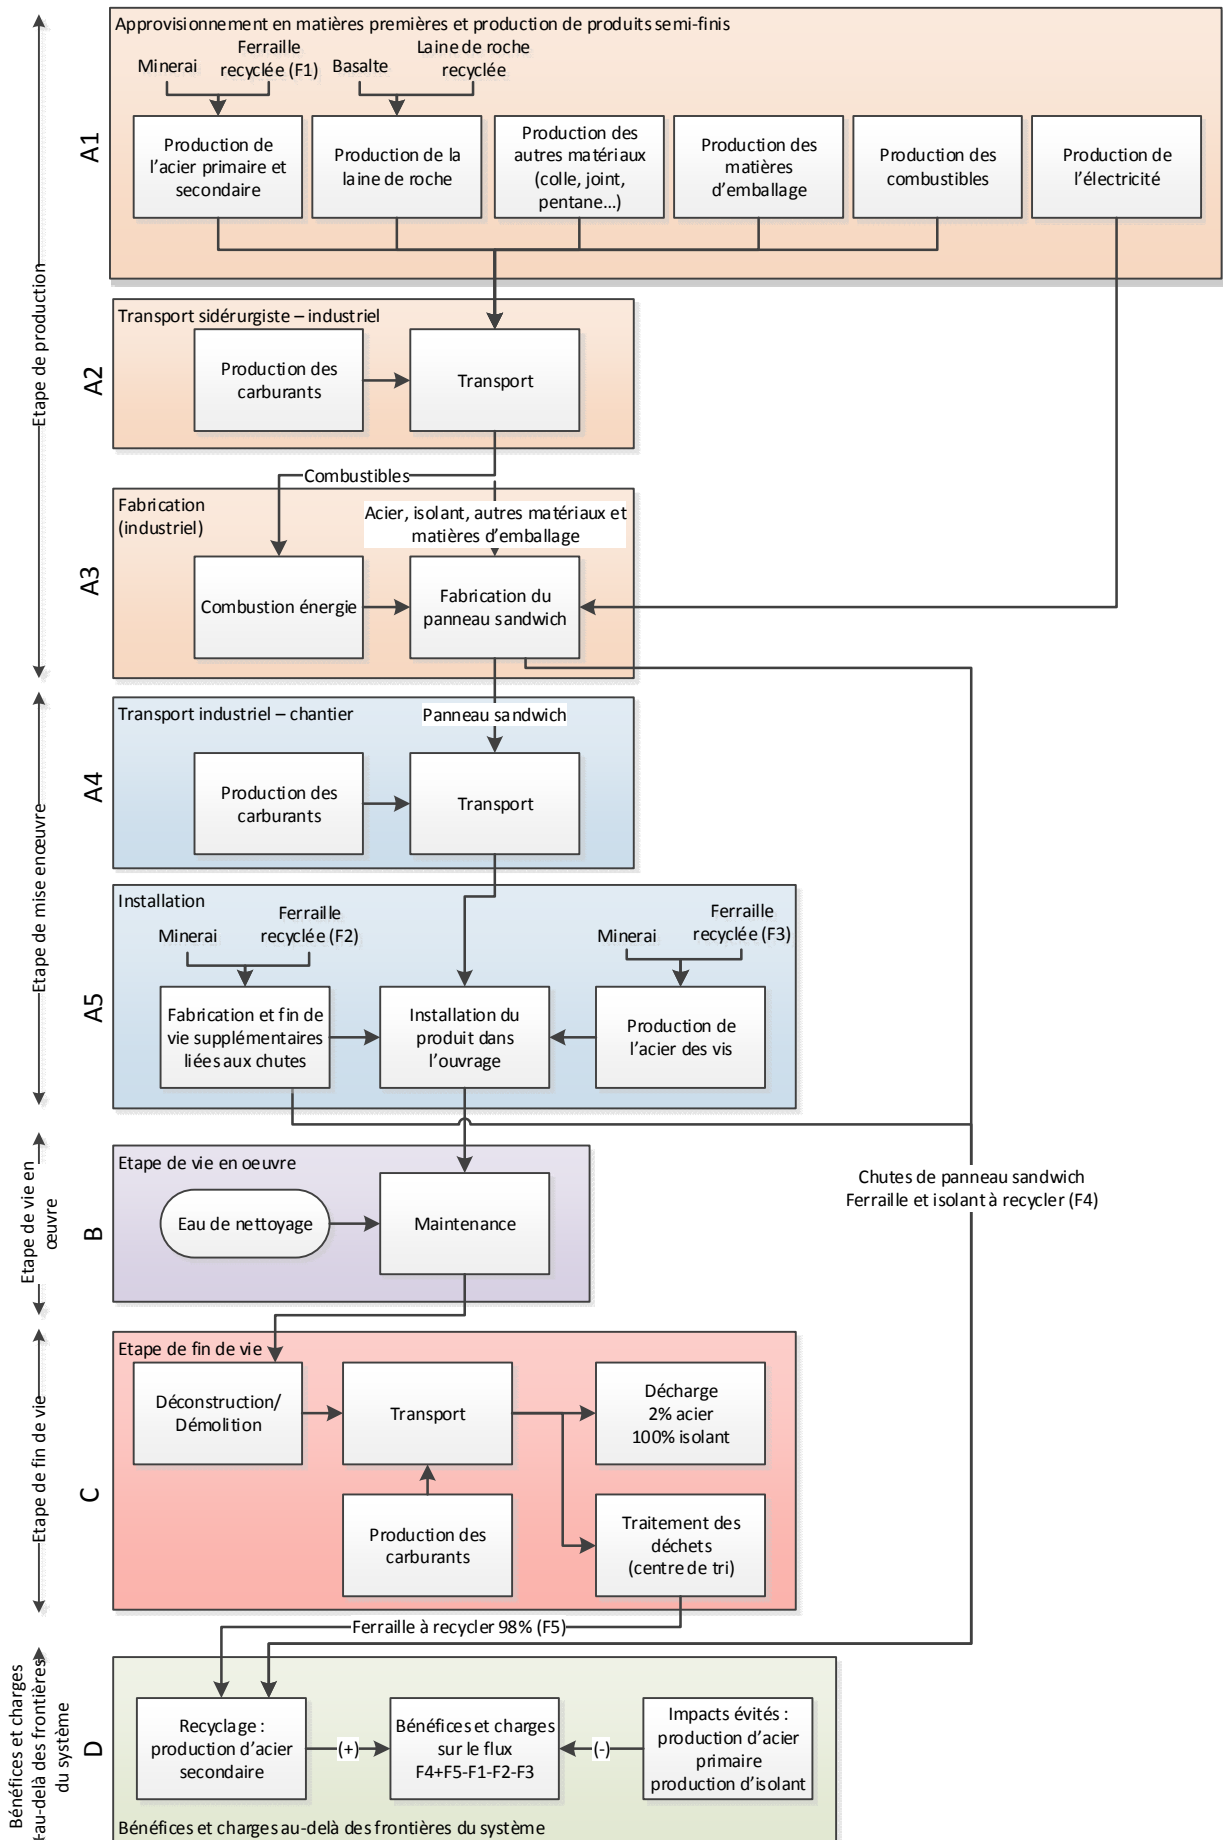 Approvisionnement en matières premières et production de produits semi-finis
Minerai
Ferraille
recyclée (F1)
Basalte
Laine de roche
recyclée
A1
Production de
l'acier primaire et
secondaire
Production de la
laine de roche
Production des
autres matériaux
(colle, joint,
pentane...)
Production des
matières
d'emballage
Production des
combustibles
Production de
l'électricité
Etape de production
Transport sidérurgiste – industriel
A2
Production des
carburants
Transport
Combustibles
Fabrication
(industriel)
Acier, isolant, autres matériaux et
matières d'emballage
A3
Combustion énergie
Fabrication du
panneau sandwich
Transport industriel – chantier
Panneau sandwich
A4
Production des
carburants
Transport
Etape de mise en œuvre
Installation
Minerai
Ferraille
recyclée (F2)
Minerai
Ferraille
recyclée (F3)
A5
Fabrication et fin de
vie supplémentaires
liées aux chutes
Installation du
produit dans
l'ouvrage
Production de
l'acier des vis
Etape de vie en
œuvre
Etape de vie en oeuvre
B
Eau de nettoyage
Maintenance
Chutes de panneau sandwich
Ferraille et isolant à recycler (F4)
Etape de fin de vie
Etape de fin de vie
C
Déconstruction/
Démolition
Transport
Décharge
2% acier
100% isolant
Production des
carburants
Traitement des
déchets
(centre de tri)
Ferraille à recycler 98% (F5)
Bénéfices et charges
au-delà des frontières
du système
D
Recyclage :
production d'acier
secondaire
(+)
Bénéfices et charges
sur le flux
F4+F5-F1-F2-F3
(-)
Impacts évités :
production d'acier
primaire
production d'isolant
Bénéfices et charges au-delà des frontières du système